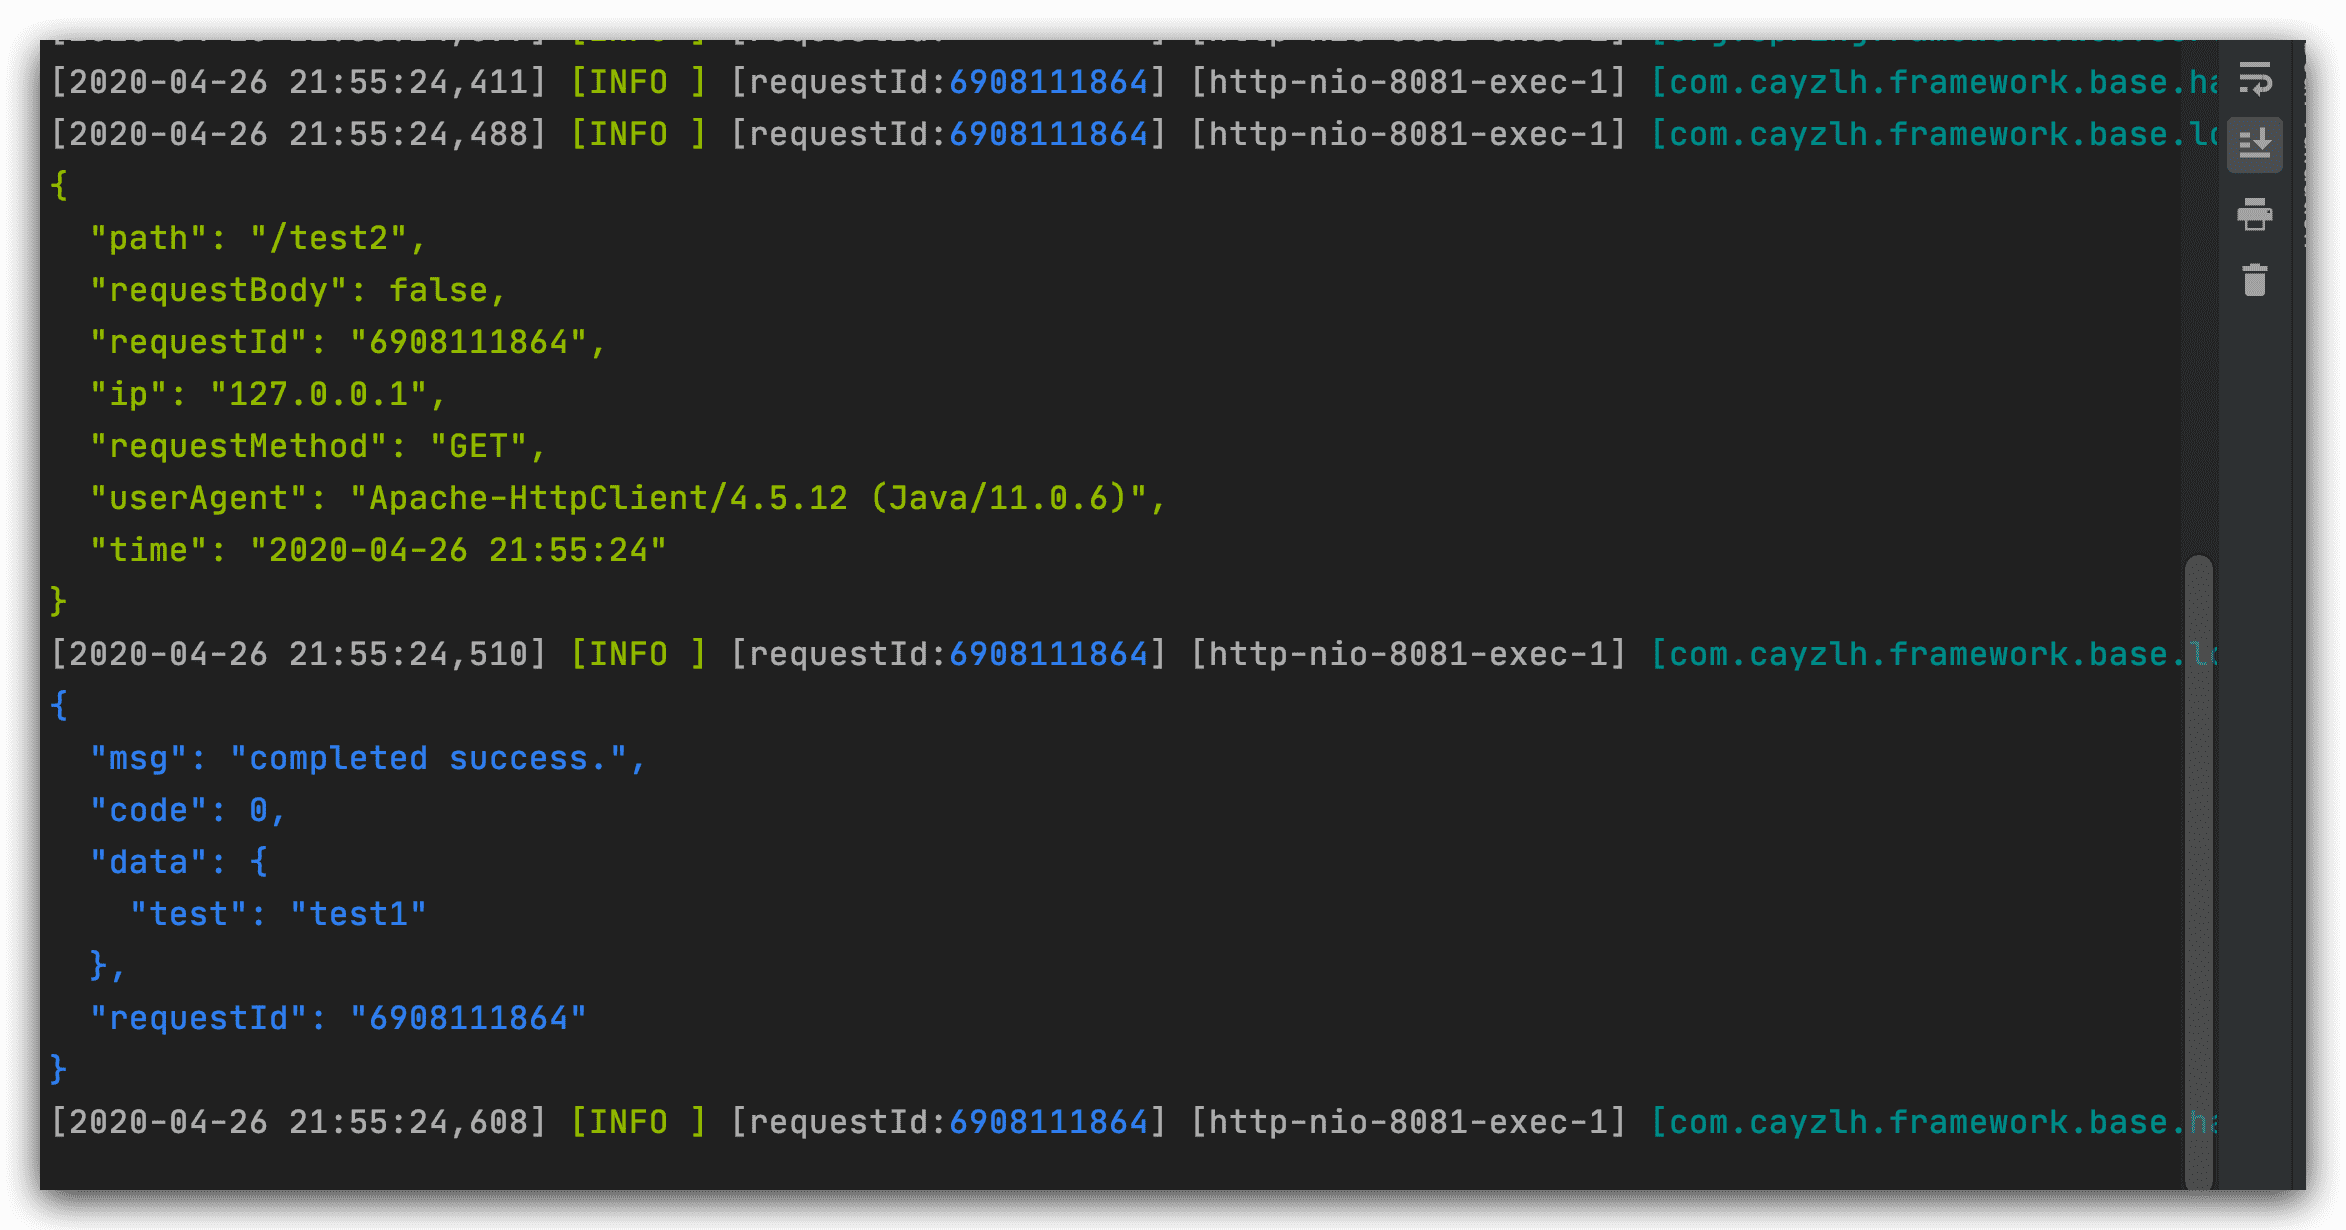 [2020-04-26 21:55:24,411] [INFO ] [requestId:6908111864] [http-nio-8081-exec-1] [com.cayzlh.framework.base.ha
[2020-04-26 21:55:24,488] [INFO ] [requestId:6908111864] [http-nio-8081-exec-1] [com.cayzlh.framework.base.lo
{
  "path": "/test2",
  "requestBody": false,
  "requestId": "6908111864",
  "ip": "127.0.0.1",
  "requestMethod": "GET",
  "userAgent": "Apache-HttpClient/4.5.12 (Java/11.0.6)",
  "time": "2020-04-26 21:55:24"
}
[2020-04-26 21:55:24,510] [INFO ] [requestId:6908111864] [http-nio-8081-exec-1] [com.cayzlh.framework.base.lo
{
  "msg": "completed success.",
  "code": 0,
  "data": {
    "test": "test1"
  },
  "requestId": "6908111864"
}
[2020-04-26 21:55:24,608] [INFO ] [requestId:6908111864] [http-nio-8081-exec-1] [com.cayzlh.framework.base.ha